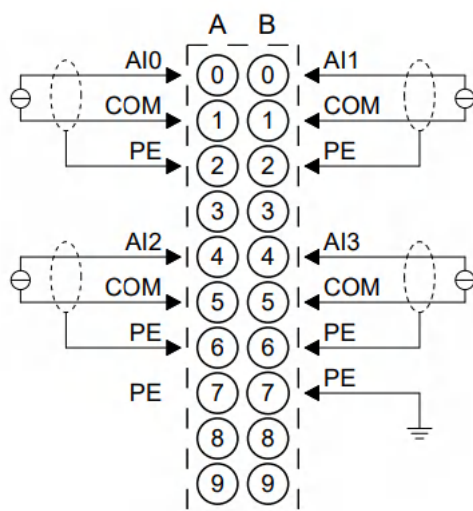 A B
AI0 0 0 AI1
COM 1 1 COM
PE 2 2 PE
3 3
AI2 4 4 AI3
COM 5 5 COM
PE 6 6 PE
PE 7 7 PE
8 8
9 9